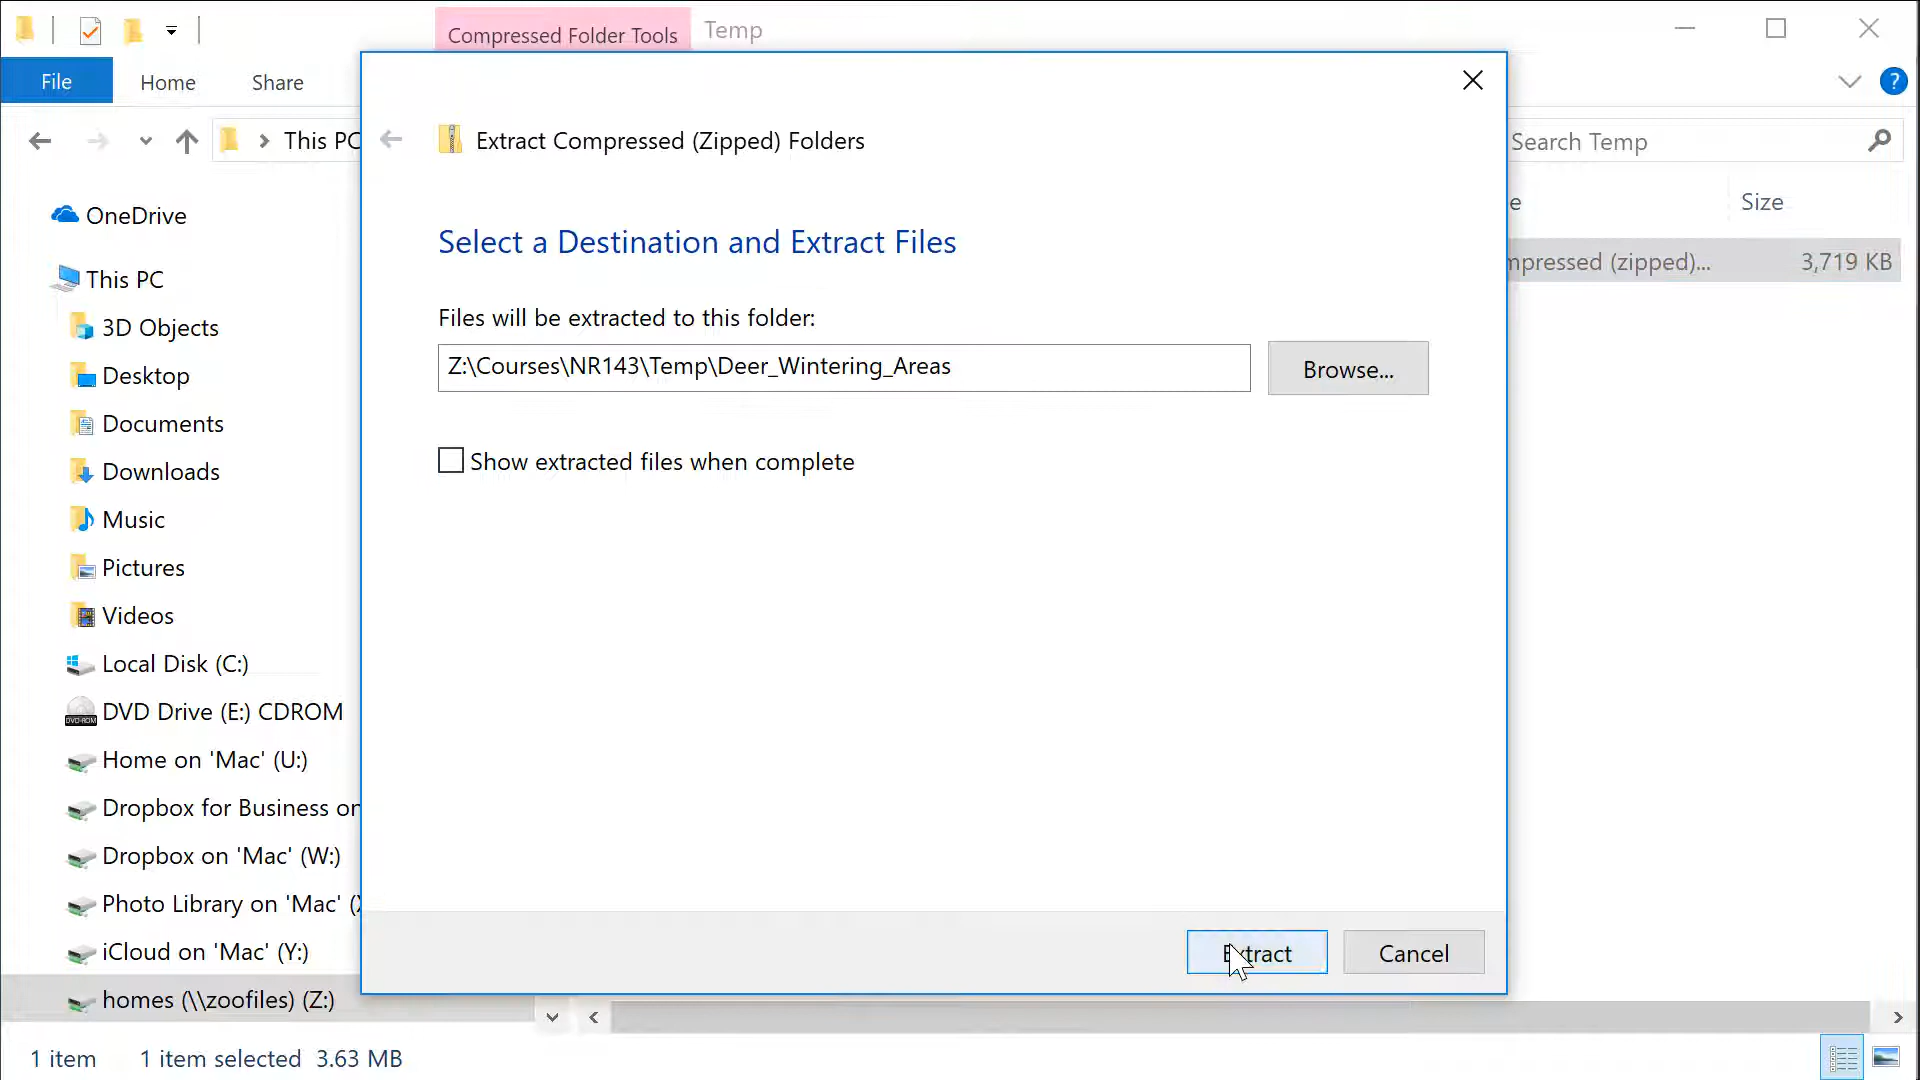 Compressed Folder Tools
Temp
File
Home
Share
This PC
Search Temp
Extract Compressed (Zipped) Folders
Select a Destination and Extract Files
Files will be extracted to this folder:
Z:\Courses\NR143\Temp\Deer_Wintering_Areas
Browse...
Show extracted files when complete
Extract
Cancel
e
Size
mpressed (zipped)...
3,719 KB
OneDrive
This PC
3D Objects
Desktop
Documents
Downloads
Music
Pictures
Videos
Local Disk (C:)
DVD Drive (E:) CDROM
Home on 'Mac' (U:)
Dropbox for Business on
Dropbox on 'Mac' (W:)
Photo Library on 'Mac' (X
iCloud on 'Mac' (Y:)
homes (\\zoofiles) (Z:)
1 item
1 item selected 3.63 MB